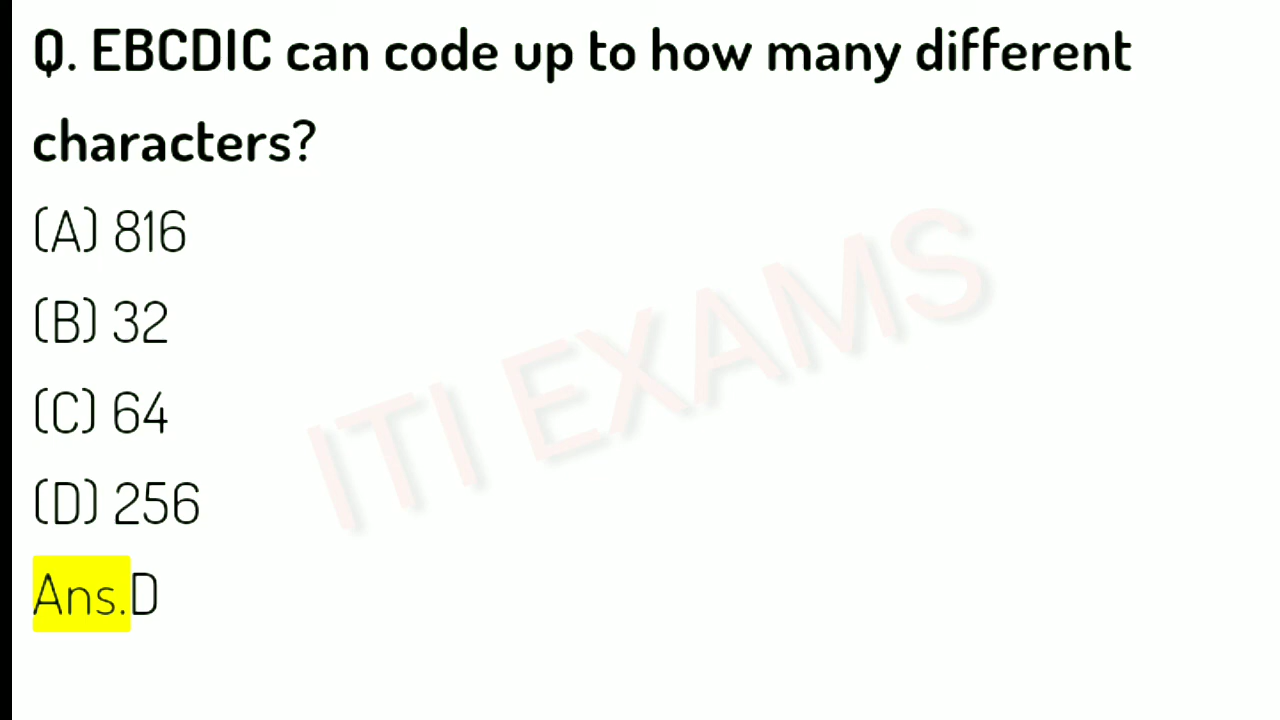 Q. EBCDIC can code up to how many different
characters?
(A) 816
(B) 32
(C) 64
(D) 256
Ans.D
ITI EXAMS